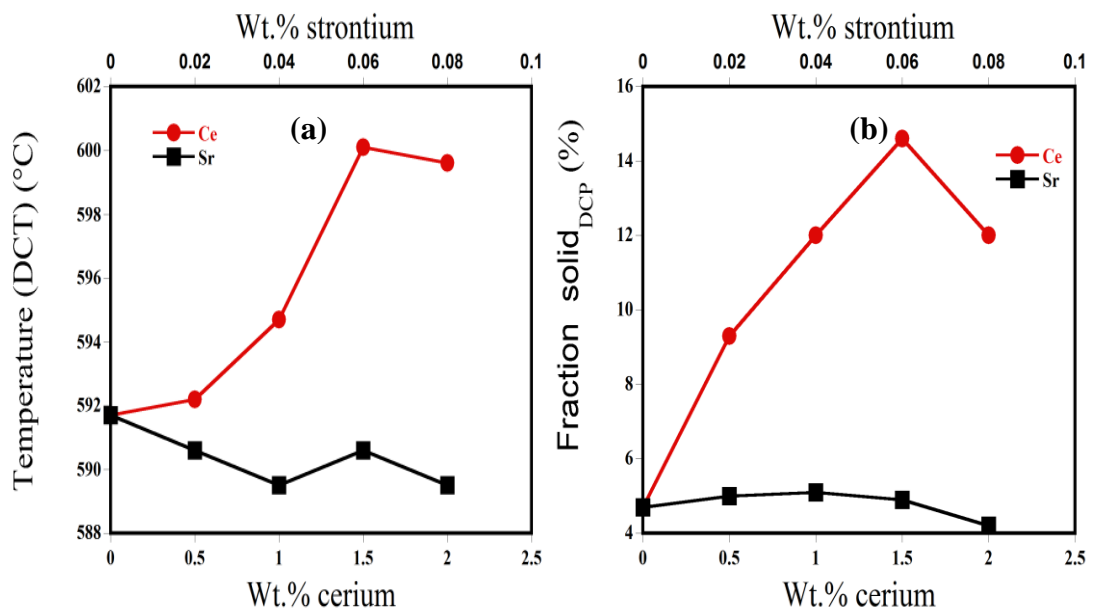 Wt.% strontium
0 0.02 0.04 0.06 0.08 0.1
602
600
598
596
594
592
590
588
Temperature (DCT) (°C)
(a)
Ce
Sr
0 0.5 1 1.5 2 2.5
Wt.% cerium
Wt.% strontium
0 0.02 0.04 0.06 0.08 0.1
16
14
12
10
8
6
4
Fraction solid DCP (%)
(b)
Ce
Sr
0 0.5 1 1.5 2 2.5
Wt.% cerium